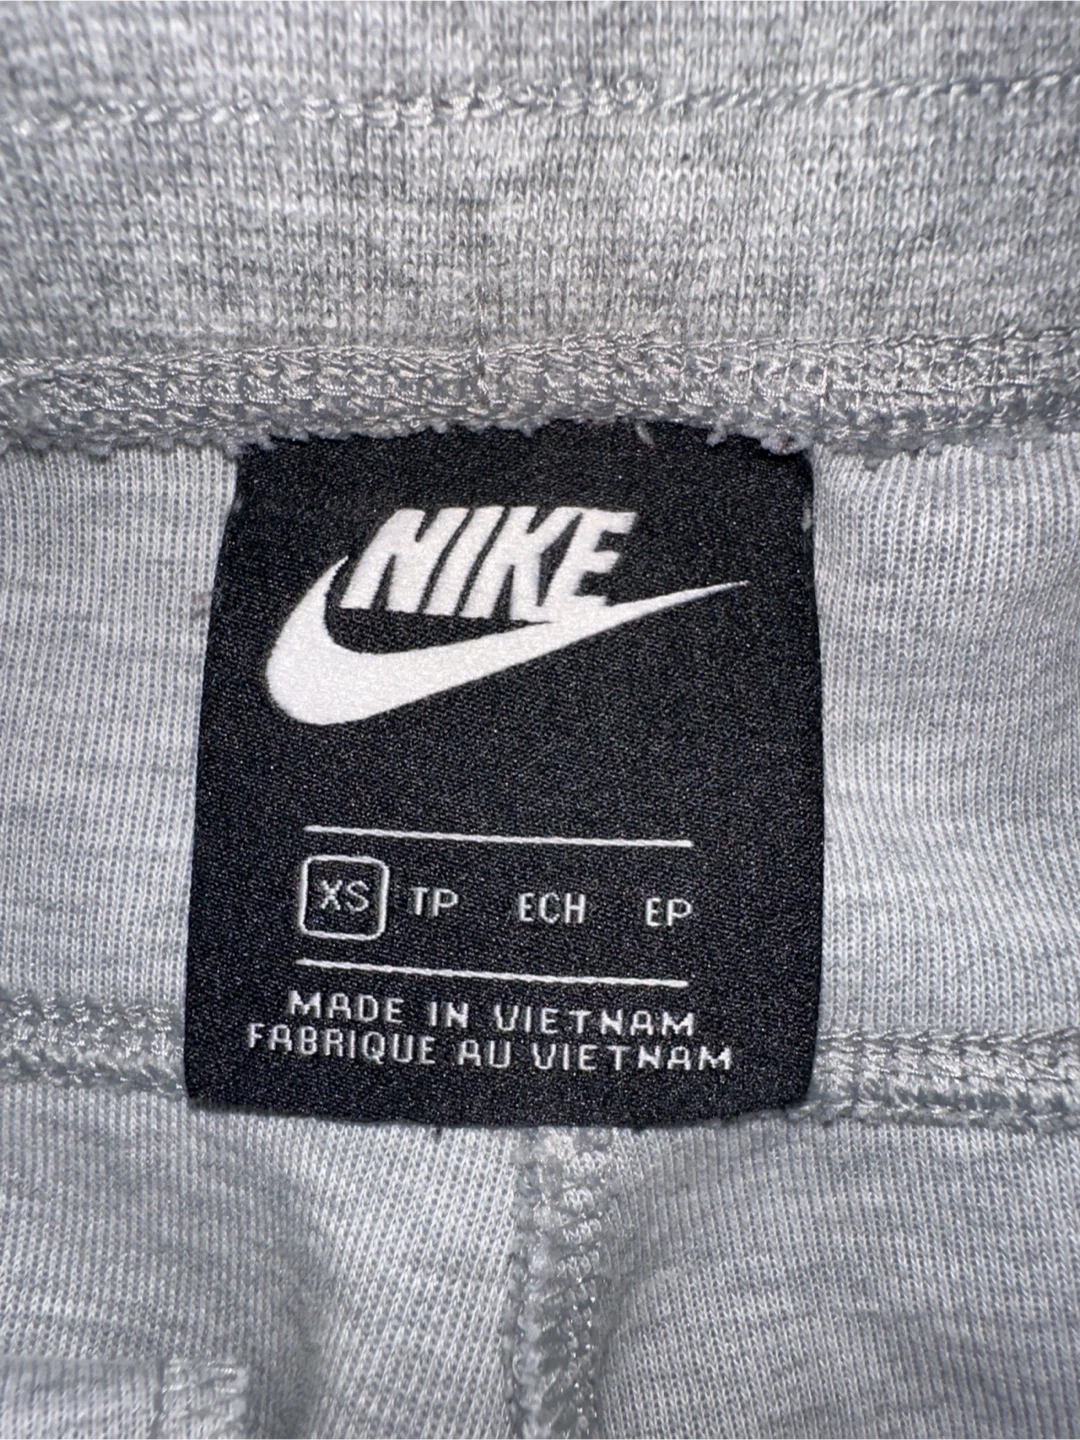 NIKE
XS TP ECH EP
MADE IN VIETNAM
FABRIQUE AU VIETNAM